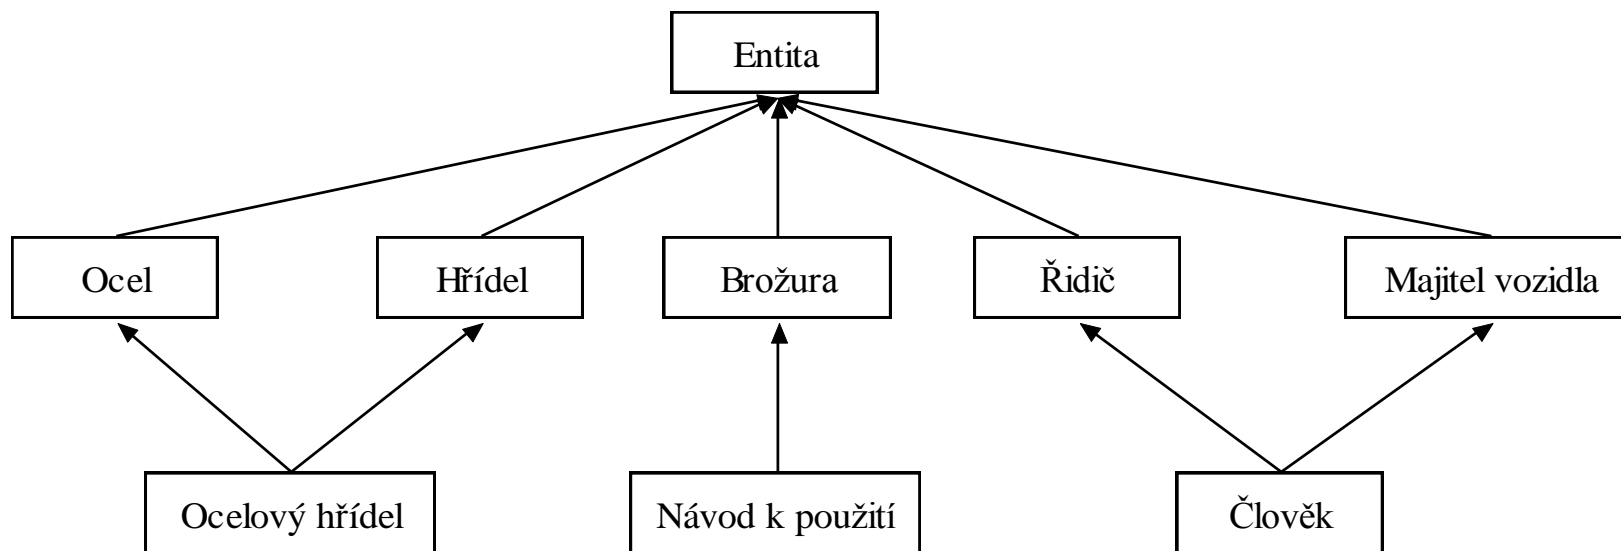 Entita
Ocel
Hřídel
Brožura
Řidič
Majitel vozidla
Ocelový hřídel
Návod k použití
Člověk